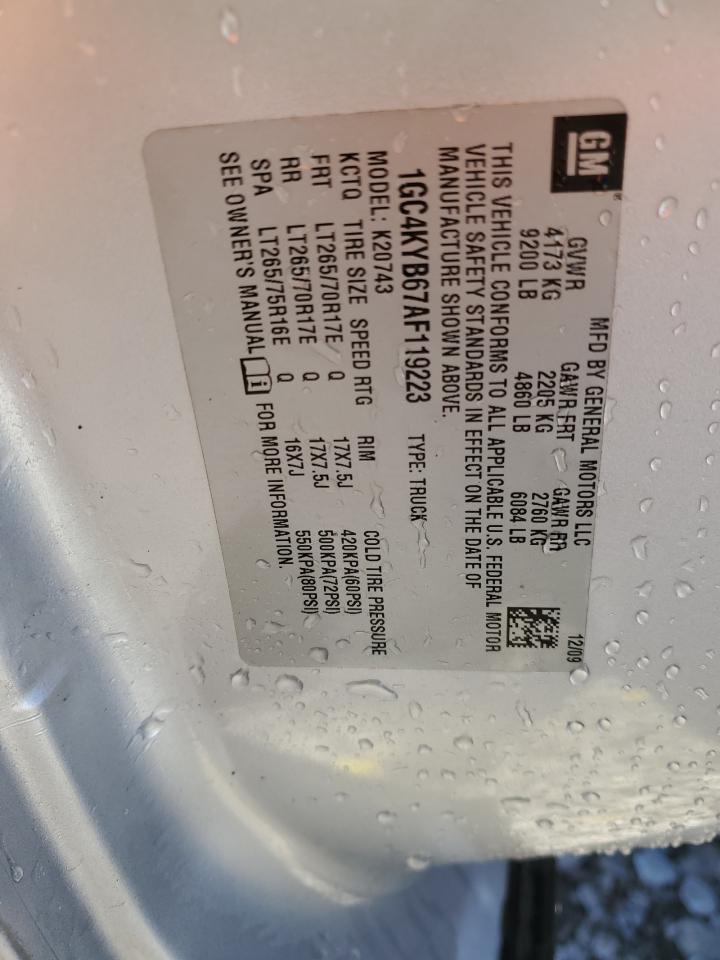 GM ®
MFD BY GENERAL MOTORS LLC 12/09
GVWR GAWR FRT GAWR RR
4173 KG 2205 KG 2760 KG
9200 LB 4860 LB 6084 LB
THIS VEHICLE CONFORMS TO ALL APPLICABLE U.S. FEDERAL MOTOR
VEHICLE SAFETY STANDARDS IN EFFECT ON THE DATE OF
MANUFACTURE SHOWN ABOVE.
1GC4KYB67AF119223 TYPE: TRUCK
MODEL: K20743
KCTQ TIRE SIZE SPEED RTG RIM COLD TIRE PRESSURE
FRT LT265/70R17E Q 17X7.5J 420KPA(60PSI)
RR LT265/70R17E Q 17X7.5J 500KPA(72PSI)
SPA LT265/75R16E Q 16X7J 550KPA(80PSI)
SEE OWNER'S MANUAL i FOR MORE INFORMATION.